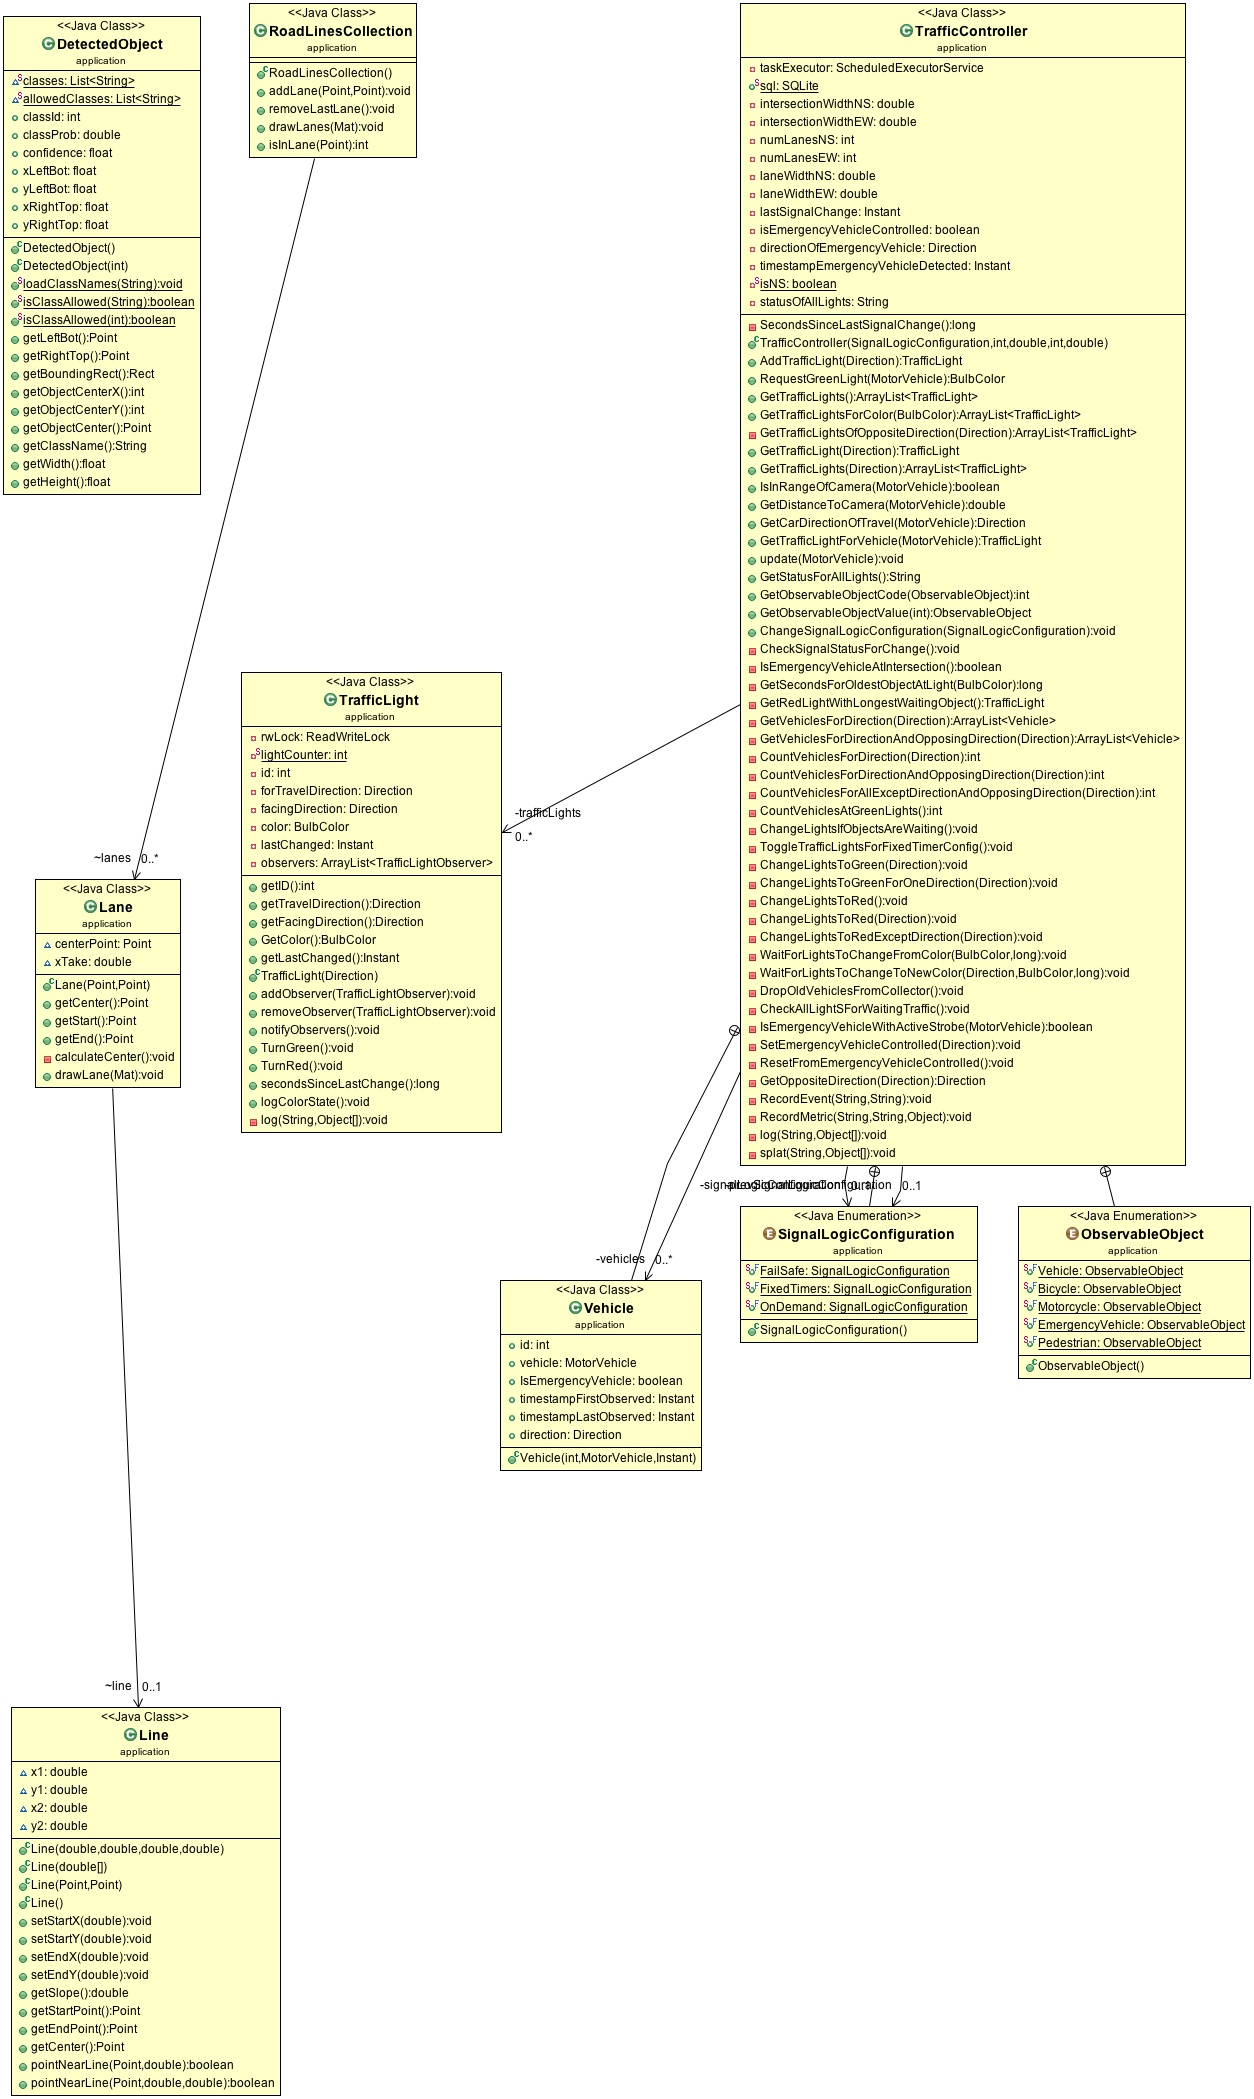 <<Java Class>>
DetectedObject
application
classes: List<String>
allowedClasses: List<String>
classId: int
classProb: double
confidence: float
xLeftBot: float
yLeftBot: float
xRightTop: float
yRightTop: float
DetectedObject()
DetectedObject(int)
loadClassNames(String):void
isClassAllowed(String):boolean
isClassAllowed(int):boolean
getLeftBot():Point
getRightTop():Point
getBoundingRect():Rect
getObjectCenterX():int
getObjectCenterY():int
getObjectCenter():Point
getClassName():String
getWidth():float
getHeight():float
<<Java Class>>
RoadLinesCollection
application
RoadLinesCollection()
addLane(Point,Point):void
removeLastLane():void
drawLanes(Mat):void
isInLane(Point):int
<<Java Class>>
TrafficController
application
taskExecutor: ScheduledExecutorService
sql: SQLite
intersectionWidthNS: double
intersectionWidthEW: double
numLanesNS: int
numLanesEW: int
laneWidthNS: double
laneWidthEW: double
lastSignalChange: Instant
isEmergencyVehicleControlled: boolean
directionOfEmergencyVehicle: Direction
timestampEmergencyVehicleDetected: Instant
isNS: boolean
statusOfAllLights: String
SecondsSinceLastSignalChange():long
TrafficController(SignalLogicConfiguration,int,double,int,double)
AddTrafficLight(Direction):TrafficLight
RequestGreenLight(MotorVehicle):BulbColor
GetTrafficLights():ArrayList<TrafficLight>
GetTrafficLightsForColor(BulbColor):ArrayList<TrafficLight>
GetTrafficLightsOfOppositeDirection(Direction):ArrayList<TrafficLight>
GetTrafficLight(Direction):TrafficLight
GetTrafficLights(Direction):ArrayList<TrafficLight>
IsInRangeOfCamera(MotorVehicle):boolean
GetDistanceToCamera(MotorVehicle):double
GetCarDirectionOfTravel(MotorVehicle):Direction
GetTrafficLightForVehicle(MotorVehicle):TrafficLight
update(MotorVehicle):void
GetStatusForAllLights():String
GetObservableObjectCode(ObservableObject):int
GetObservableObjectValue(int):ObservableObject
ChangeSignalLogicConfiguration(SignalLogicConfiguration):void
CheckSignalStatusForChange():void
IsEmergencyVehicleAtIntersection():boolean
GetSecondsForOldestObjectAtLight(BulbColor):long
GetRedLightWithLongestWaitingObject():TrafficLight
GetVehiclesForDirection(Direction):ArrayList<Vehicle>
GetVehiclesForDirectionAndOpposingDirection(Direction):ArrayList<Vehicle>
CountVehiclesForDirection(Direction):int
CountVehiclesForDirectionAndOpposingDirection(Direction):int
CountVehiclesForAllExceptDirectionAndOpposingDirection(Direction):int
CountVehiclesAtGreenLights():int
ChangeLightsIfObjectsAreWaiting():void
ToggleTrafficLightsForFixedTimerConfig():void
ChangeLightsToGreen(Direction):void
ChangeLightsToGreenForOneDirection(Direction):void
ChangeLightsToRed():void
ChangeLightsToRed(Direction):void
ChangeLightsToRedExceptDirection(Direction):void
WaitForLightsToChangeFromColor(BulbColor,long):void
WaitForLightsToChangeToNewColor(Direction,BulbColor,long):void
DropOldVehiclesFromCollector():void
CheckAllLightSForWaitingTraffic():void
IsEmergencyVehicleWithActiveStrobe(MotorVehicle):boolean
SetEmergencyVehicleControlled(Direction):void
ResetFromEmergencyVehicleControlled():void
GetOppositeDirection(Direction):Direction
RecordEvent(String,String):void
RecordMetric(String,String,Object):void
log(String,Object[]):void
splat(String,Object[]):void
<<Java Class>>
TrafficLight
application
rwLock: ReadWriteLock
lightCounter: int
id: int
forTravelDirection: Direction
facingDirection: Direction
color: BulbColor
lastChanged: Instant
observers: ArrayList<TrafficLightObserver>
getID():int
getTravelDirection():Direction
getFacingDirection():Direction
GetColor():BulbColor
getLastChanged():Instant
TrafficLight(Direction)
addObserver(TrafficLightObserver):void
removeObserver(TrafficLightObserver):void
notifyObservers():void
TurnGreen():void
TurnRed():void
secondsSinceLastChange():long
logColorState():void
log(String,Object[]):void
-trafficLights
0..*
~lanes 0..*
<<Java Class>>
Lane
application
centerPoint: Point
xTake: double
Lane(Point,Point)
getCenter():Point
getStart():Point
getEnd():Point
calculateCenter():void
drawLane(Mat):void
0..1
-vehicles 0..*
<<Java Class>>
Vehicle
application
id: int
vehicle: MotorVehicle
IsEmergencyVehicle: boolean
timestampFirstObserved: Instant
timestampLastObserved: Instant
direction: Direction
Vehicle(int,MotorVehicle,Instant)
<<Java Enumeration>>
SignalLogicConfiguration
application
FailSafe: SignalLogicConfiguration
FixedTimers: SignalLogicConfiguration
OnDemand: SignalLogicConfiguration
SignalLogicConfiguration()
<<Java Enumeration>>
ObservableObject
application
Vehicle: ObservableObject
Bicycle: ObservableObject
Motorcycle: ObservableObject
EmergencyVehicle: ObservableObject
Pedestrian: ObservableObject
ObservableObject()
~line 0..1
<<Java Class>>
Line
application
x1: double
y1: double
x2: double
y2: double
Line(double,double,double,double)
Line(double[])
Line(Point,Point)
Line()
setStartX(double):void
setStartY(double):void
setEndX(double):void
setEndY(double):void
getSlope():double
getStartPoint():Point
getEndPoint():Point
getCenter():Point
pointNearLine(Point,double):boolean
pointNearLine(Point,double,double):boolean